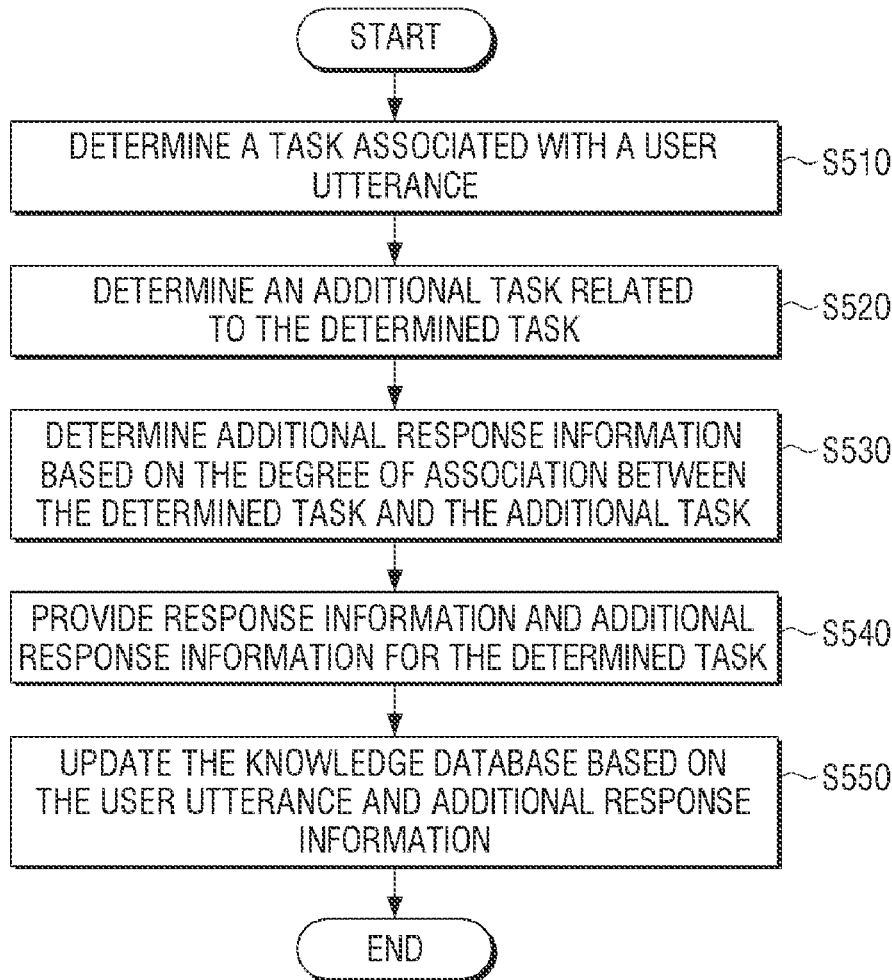 START
DETERMINE A TASK ASSOCIATED WITH A USER
UTTERANCE
S510
DETERMINE AN ADDITIONAL TASK RELATED
TO THE DETERMINED TASK
S520
DETERMINE ADDITIONAL RESPONSE INFORMATION
BASED ON THE DEGREE OF ASSOCIATION BETWEEN
THE DETERMINED TASK AND THE ADDITIONAL TASK
S530
PROVIDE RESPONSE INFORMATION AND ADDITIONAL
RESPONSE INFORMATION FOR THE DETERMINED TASK
S540
UPDATE THE KNOWLEDGE DATABASE BASED ON
THE USER UTTERANCE AND ADDITIONAL RESPONSE
INFORMATION
S550
END